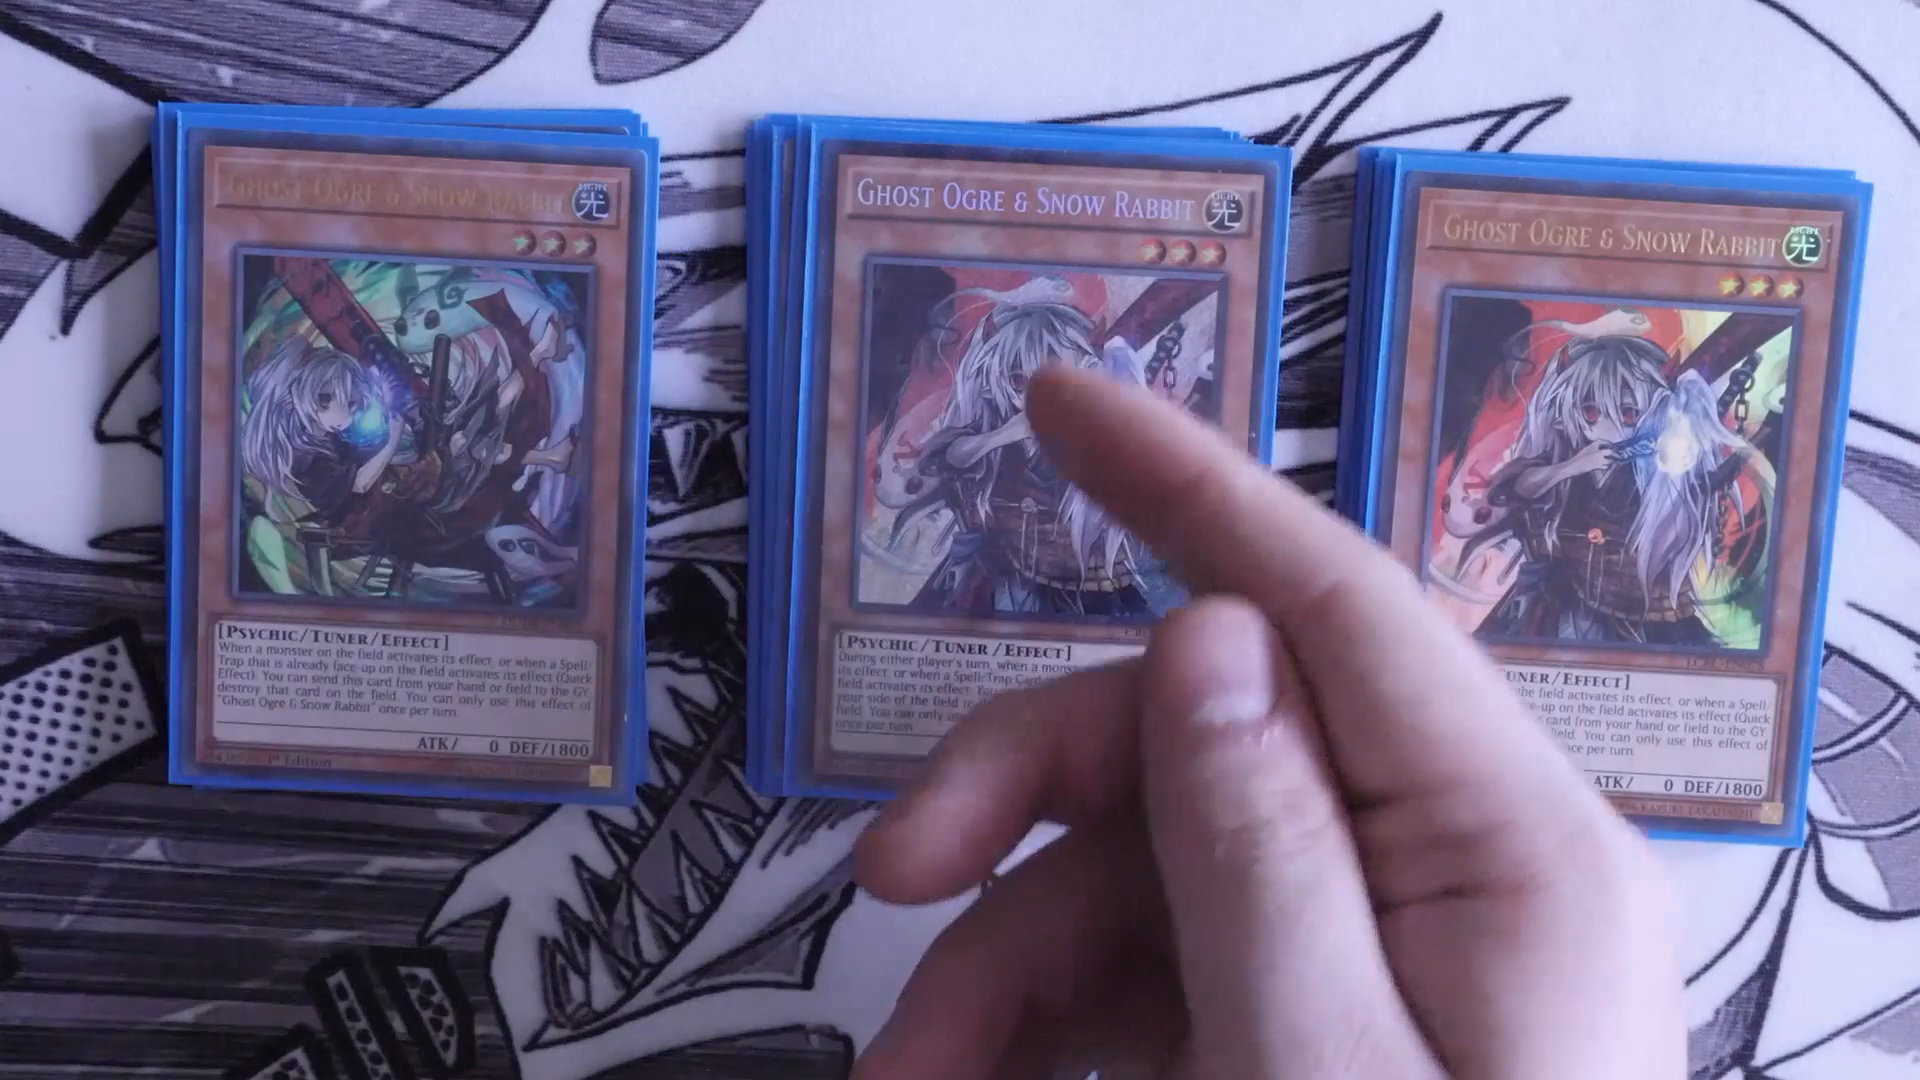 GHOST OGRE & SNOW RABBIT
LIGHT
光
[PSYCHIC/TUNER/EFFECT]
When a monster on the field activates its effect, or when a Spell/
Trap that is already face-up on the field activates its effect (Quick
Effect): You can send this card from your hand or field to the GY;
destroy that card on the field. You can only use this effect of
"Ghost Ogre & Snow Rabbit" once per turn.
ATK/ 0 DEF/1800
1st Edition
GHOST OGRE & SNOW RABBIT
LIGHT
光
[PSYCHIC/TUNER/EFFECT]
During either player's turn, when a mons
its effect, or when a Spell/Trap Card
field activates its effect: You
your side of the field to
field. You can only us
once per turn.
GHOST OGRE & SNOW RABBIT
LIGHT
光
UNER/EFFECT]
the field activates its effect, or when a Spell/
e-up on the field activates its effect (Quick
card from your hand or field to the GY;
field. You can only use this effect of
nce per turn.
ATK/ 0 DEF/1800
KAZUKI TAKAHASHI